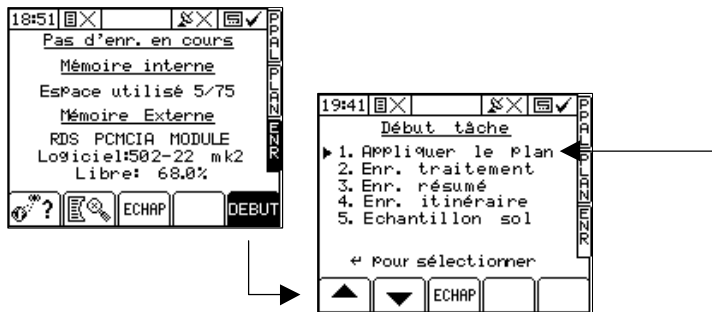 18:51
Pas d'enr. en cours
Mémoire interne
Espace utilisé 5/75
Mémoire Externe
RDS PCMCIA MODULE
Logiciel:502-22 mk2
Libre: 68.0%
? ECHAP DEBUT
PPAL
PLAN
ENR
19:41
Début tâche
1. Appliquer le plan
2. Enr. traitement
3. Enr. résumé
4. Enr. itinéraire
5. Echantillon sol
↵ Pour sélectionner
ECHAP
PPAL
PLAN
ENR